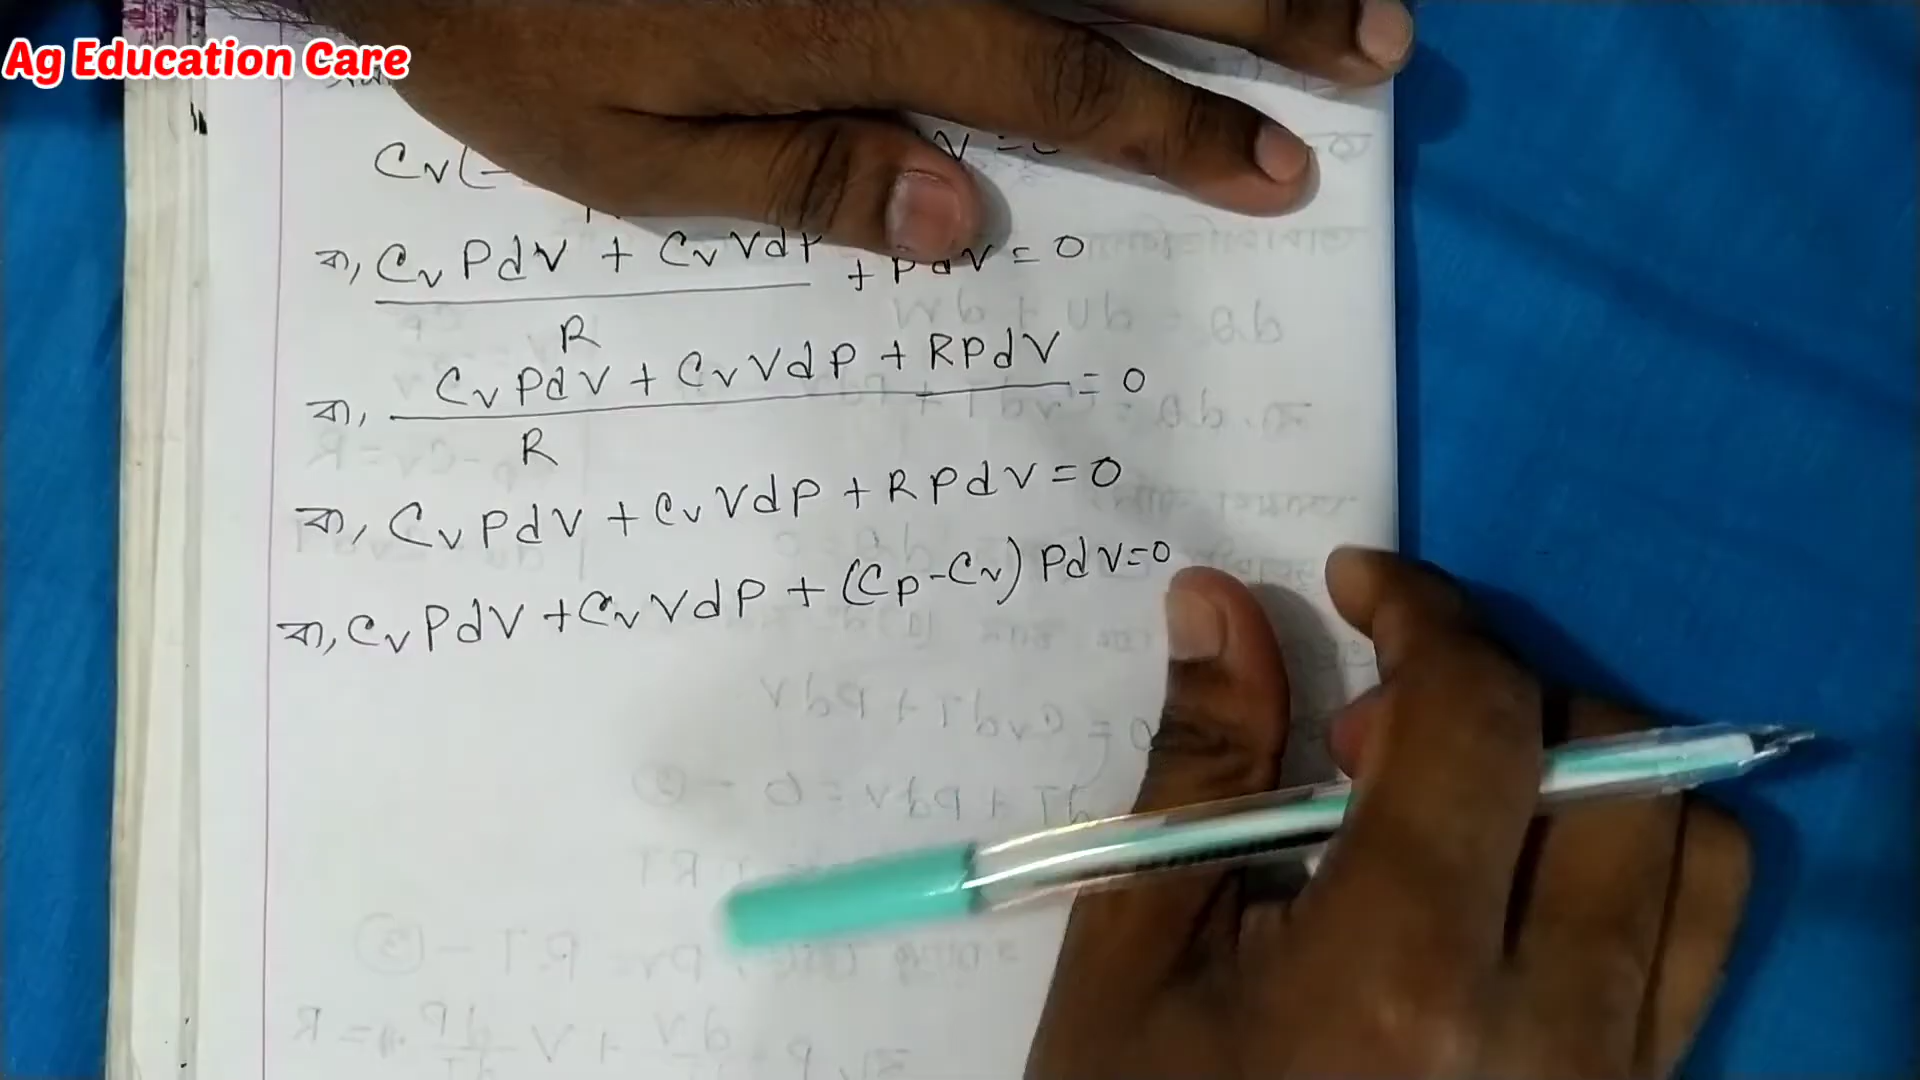 Ag Education Care
Cv(
বা, CvPdV + CvVdP / R + PdV = 0
বা, CvPdV + CvVdP + RPdV / R = 0
বা, CvPdV + CvVdP + RPdV = 0
বা, CvPdV + CvVdP + (Cp-Cv) PdV=0